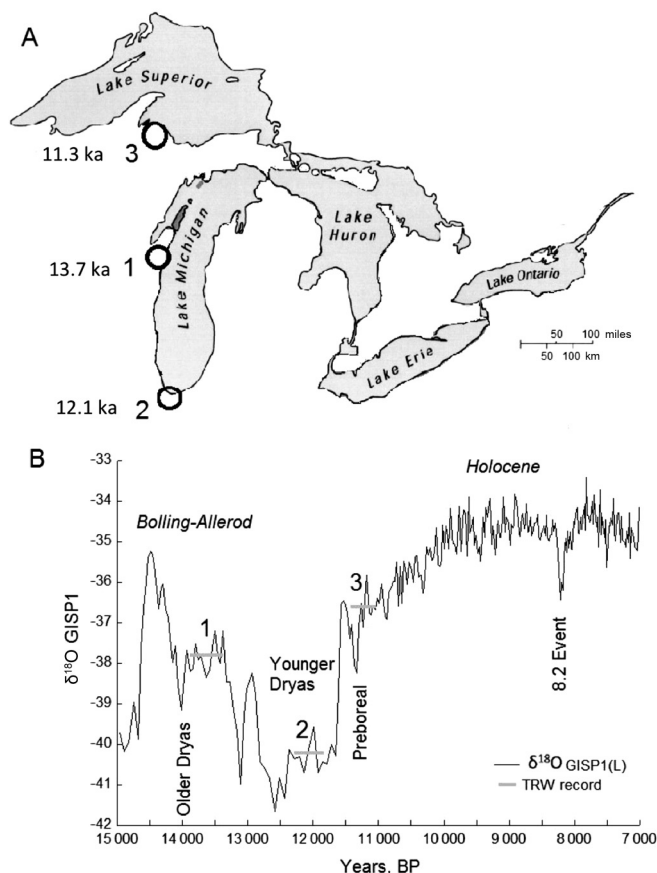 A
Lake Superior
11.3 ka 3
Lake Michigan
Lake
Huron
13.7 ka 1
Lake Ontario
50 100 miles
50 100 km
Lake Erie
12.1 ka 2
B
-33
-34
-35
-36
-37
-38
-39
-40
-41
-42
δ18O GISP1
Bolling-Allerod
Holocene
1
3
Younger
Dryas
2
Older Dryas
Preboreal
8.2 Event
δ18O GISP1(L)
TRW record
15 000 14 000 13 000 12 000 11 000 10 000 9 000 8 000 7 000
Years, BP